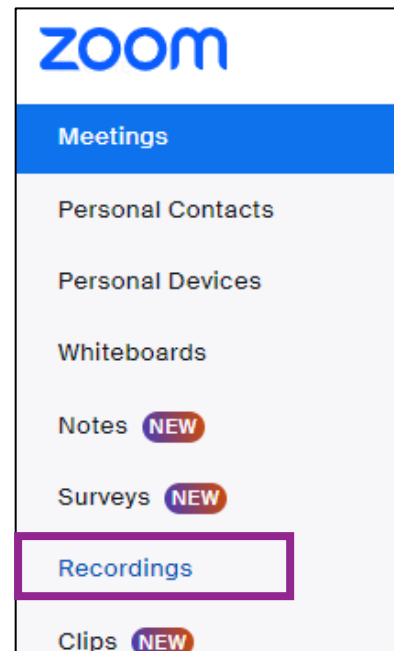 zoom
Meetings
Personal Contacts
Personal Devices
Whiteboards
Notes NEW
Surveys NEW
Recordings
Clips NEW